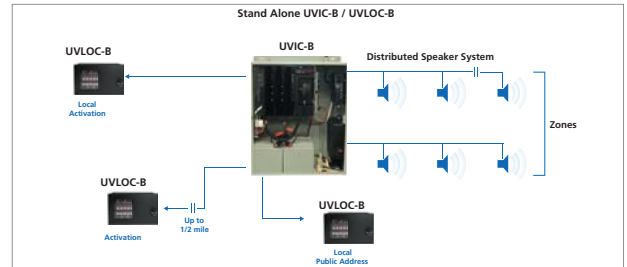 Stand Alone UVIC-B / UVLOC-B
UVIC-B
UVLOC-B
Local
Activation
Distributed Speaker System
Zones
UVLOC-B
Activation
Up to
1/2 mile
UVLOC-B
Local
Public Address